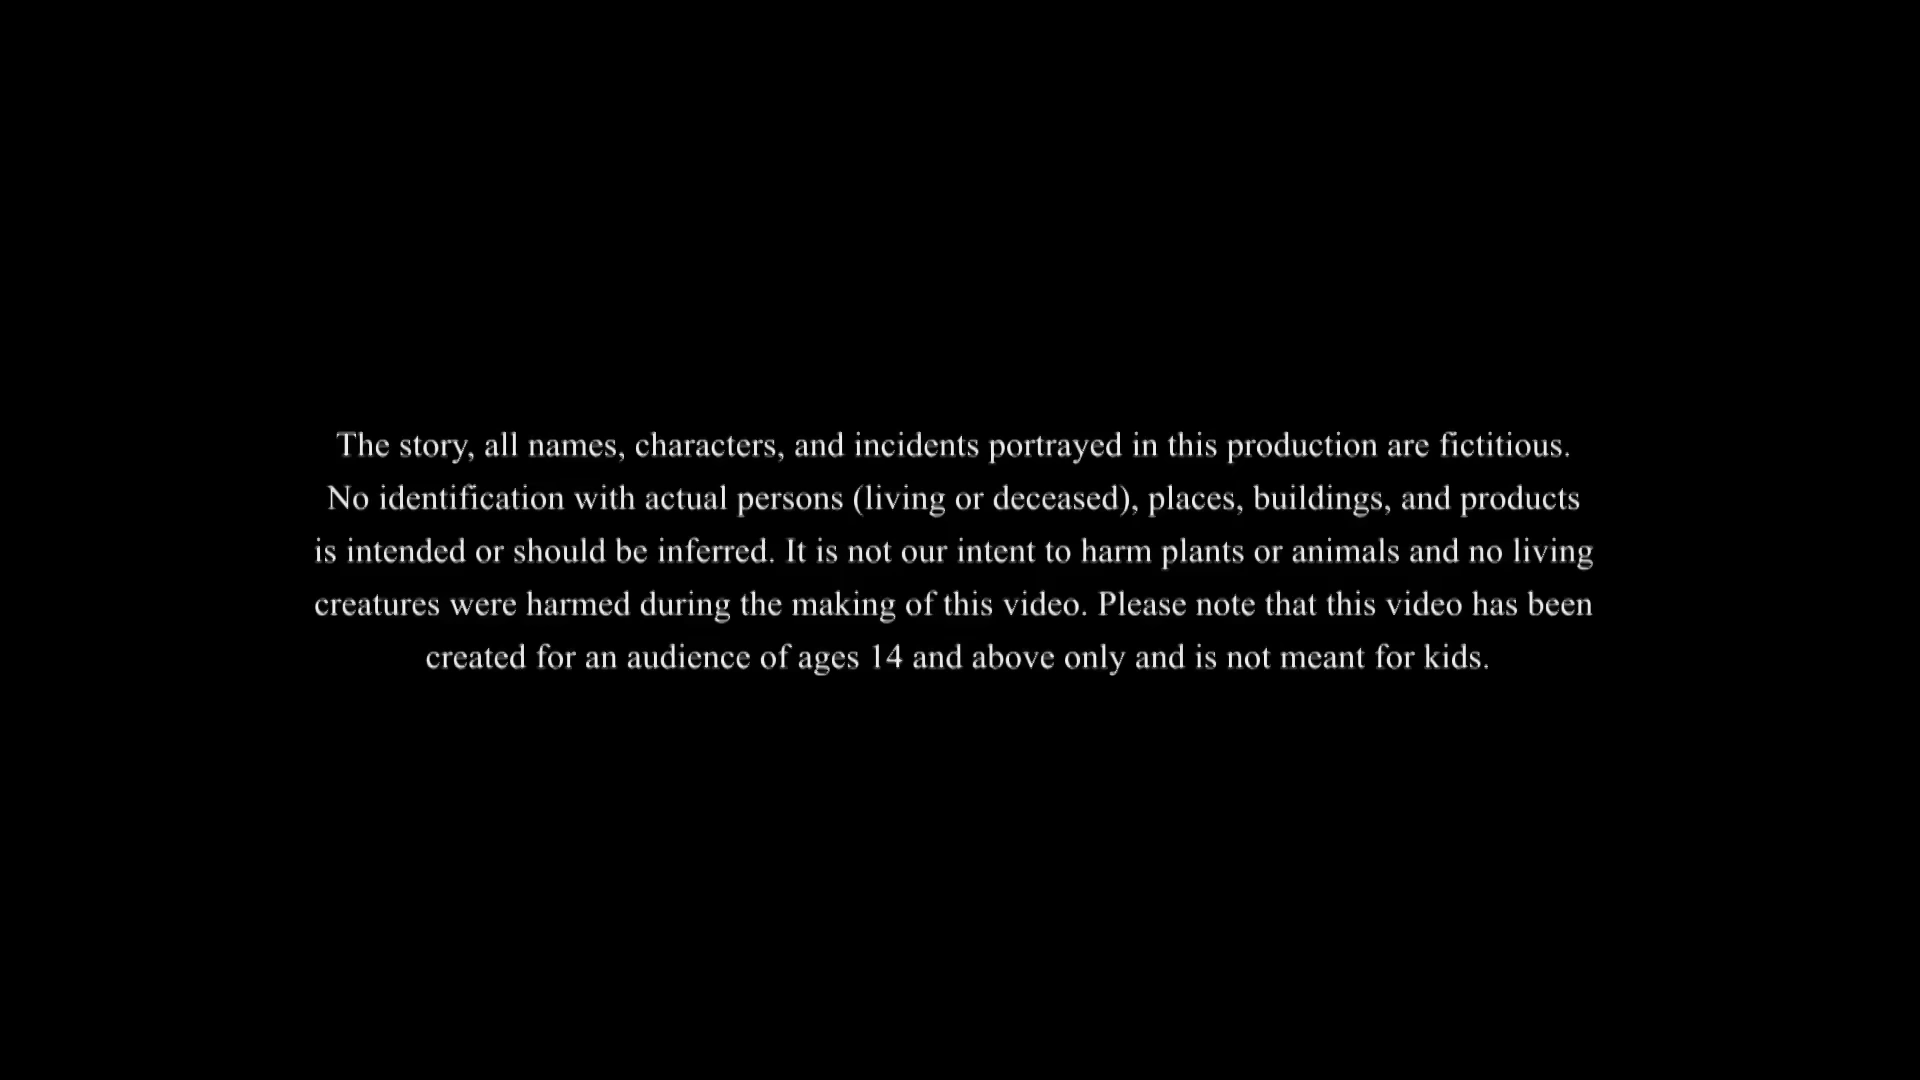 The story, all names, characters, and incidents portrayed in this production are fictitious.
No identification with actual persons (living or deceased), places, buildings, and products
is intended or should be inferred. It is not our intent to harm plants or animals and no living
creatures were harmed during the making of this video. Please note that this video has been
created for an audience of ages 14 and above only and is not meant for kids.